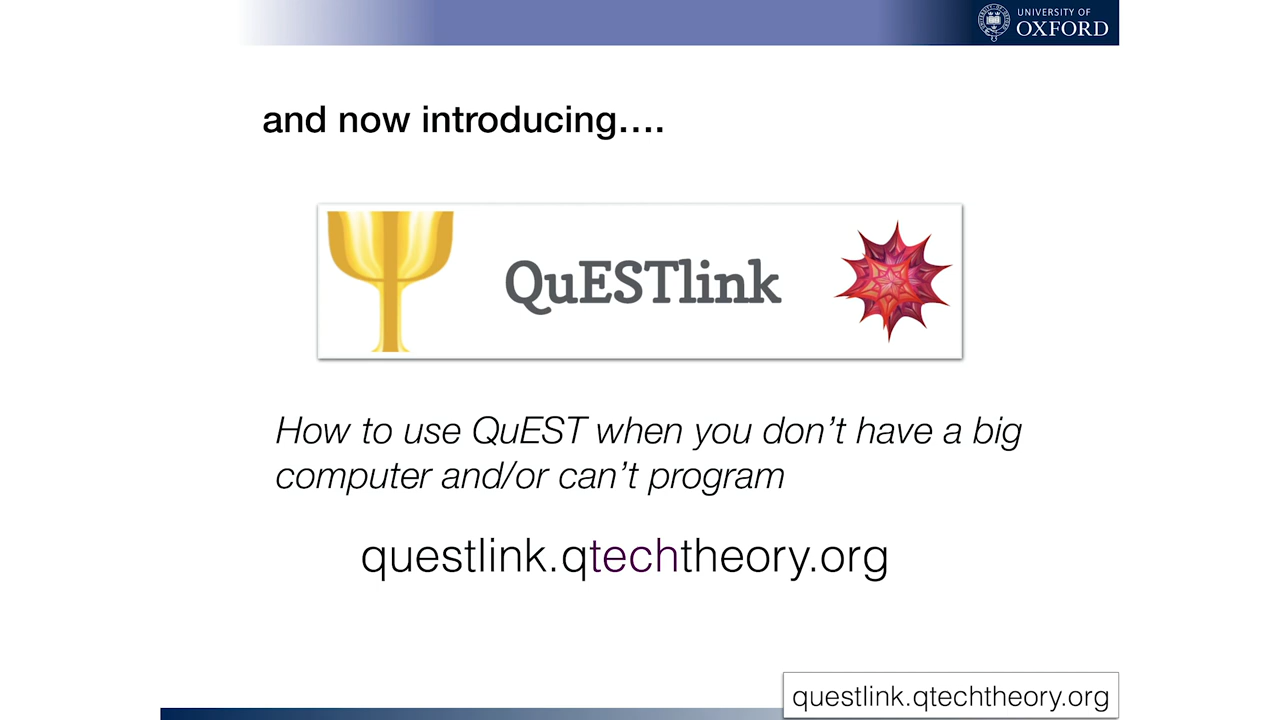 UNIVERSITY OF
OXFORD
and now introducing....
QuESTlink
How to use QuEST when you don't have a big
computer and/or can't program
questlink.qtechtheory.org
questlink.qtechtheory.org